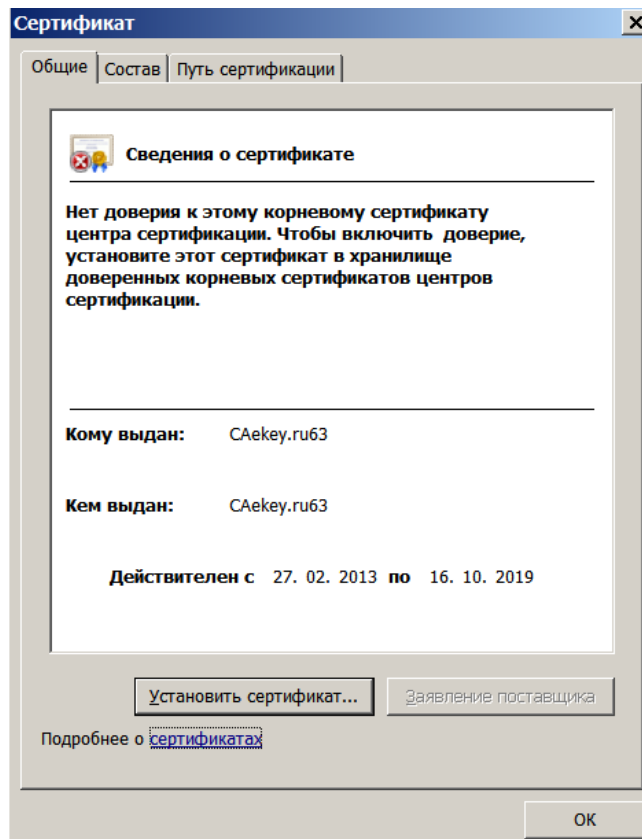 Сертификат
Общие Состав Путь сертификации
Сведения о сертификате
Нет доверия к этому корневому сертификату
центра сертификации. Чтобы включить доверие,
установите этот сертификат в хранилище
доверенных корневых сертификатов центров
сертификации.
Кому выдан: CAekey.ru63
Кем выдан: CAekey.ru63
Действителен с 27. 02. 2013 по 16. 10. 2019
Установить сертификат... Заявление поставщика
Подробнее о сертификатах
ОК